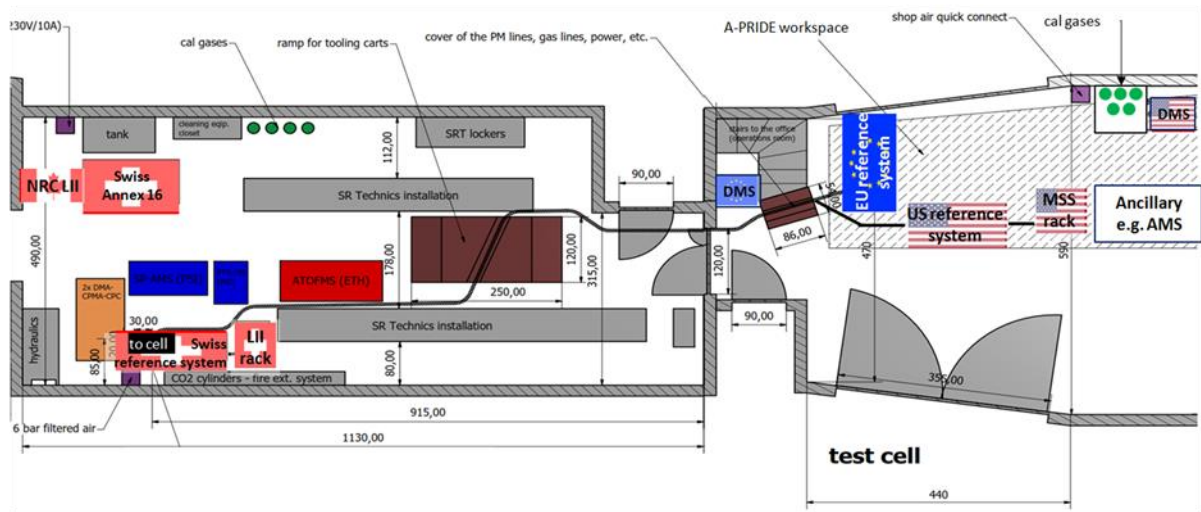 230V/10A)
cal gases
ramp for tooling carts
cover of the PM lines, gas lines, power, etc.
A-PRIDE workspace
shop air quick connect
cal gases
tank
cleaning eqip.
closet
SRT lockers
stairs to the office
(operations room)
DMS
NRC LII
Swiss
Annex 16
112,00
SR Technics installation
90,00
DMS
EU reference
system
US reference
system
MSS
rack
Ancillary
e.g. AMS
86,00
490,00
2x DMA-
CPMA-CPC
ATOFMS (ETH)
178,00
250,00
120,00
315,00
120,00
90,00
470
590
hydraulics
30,00
85,00
to cell
Swiss
reference system
LII
rack
SR Technics installation
80,00
CO2 cylinders - fire ext. system
355,00
6 bar filtered air
915,00
1130,00
test cell
440